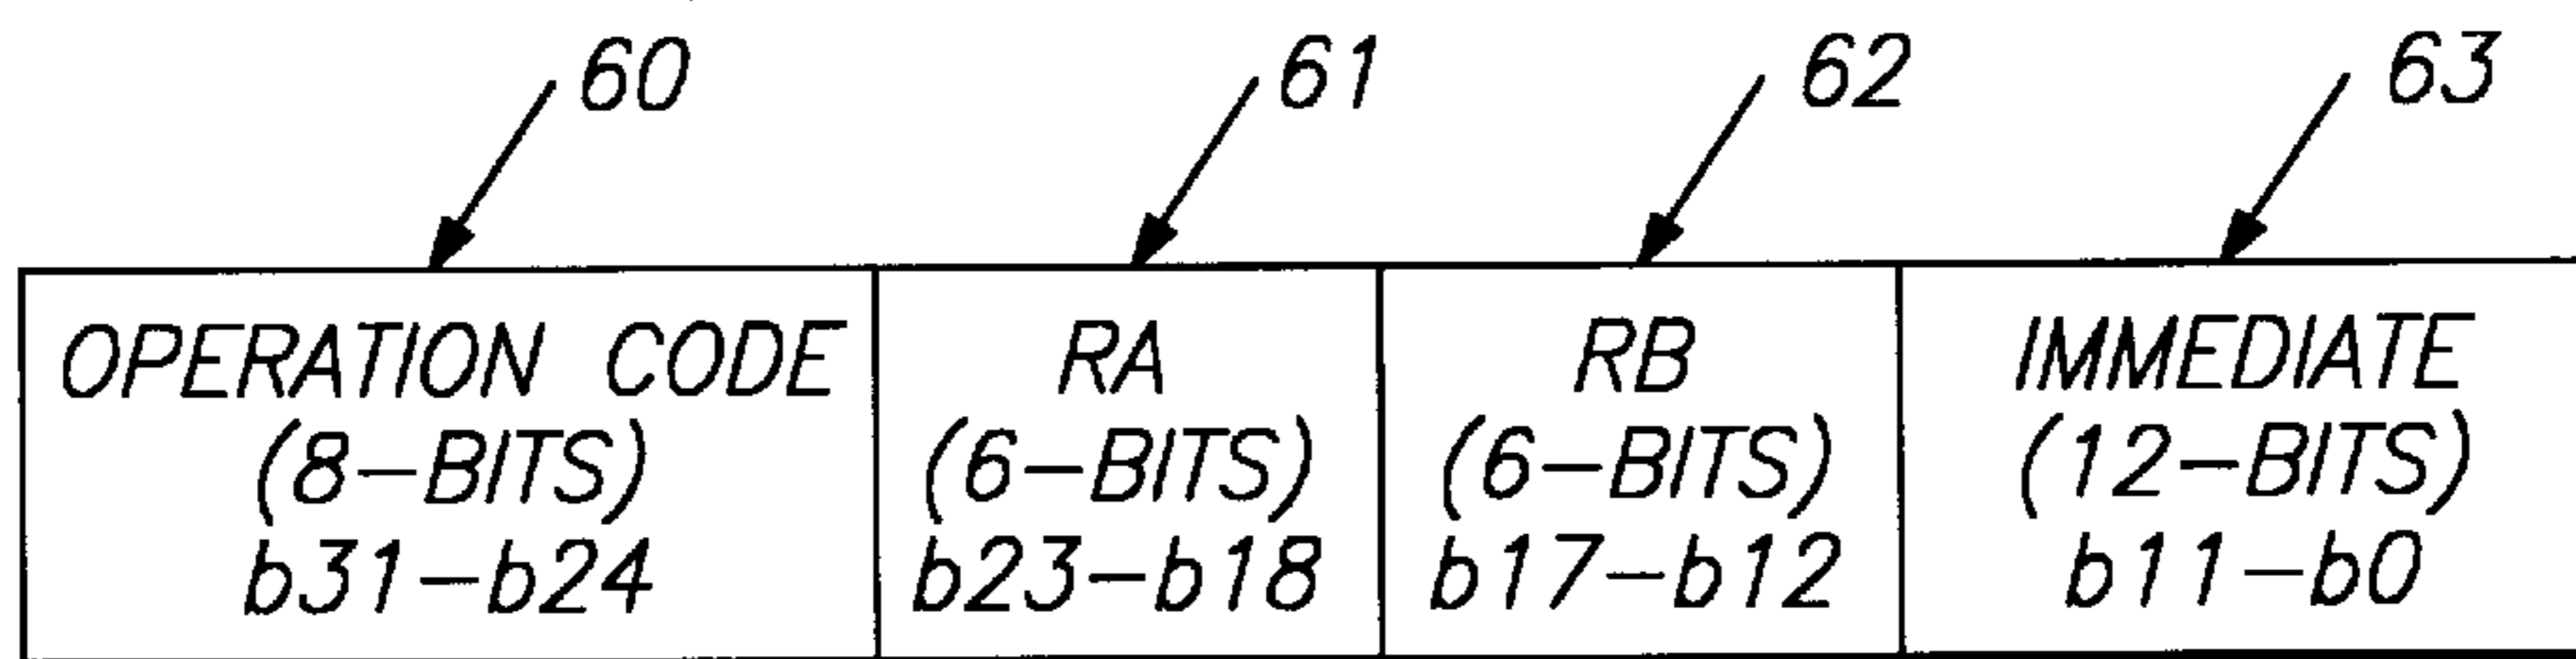 60
61
62
63
OPERATION CODE
(8-BITS)
b31-b24
RA
(6-BITS)
b23-b18
RB
(6-BITS)
b17-b12
IMMEDIATE
(12-BITS)
b11-b0